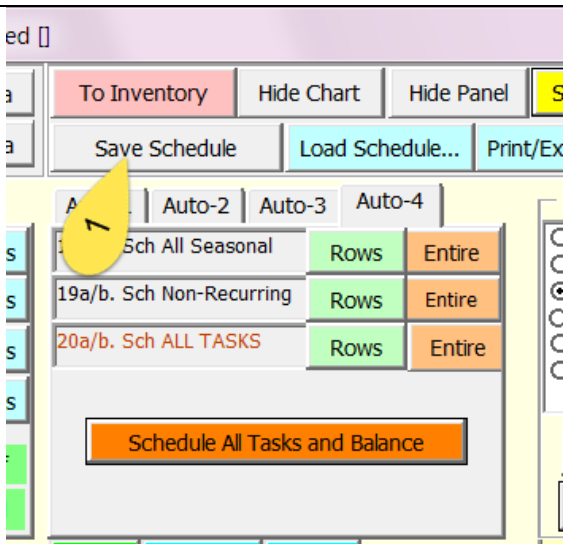 ed []
a To Inventory Hide Chart Hide Panel S
a Save Schedule Load Schedule... Print/Ex
Auto-2 Auto-3 Auto-4
1
Sch All Seasonal Rows Entire
s
19a/b. Sch Non-Recurring Rows Entire
s
20a/b. Sch ALL TASKS Rows Entire
s
s
Schedule All Tasks and Balance